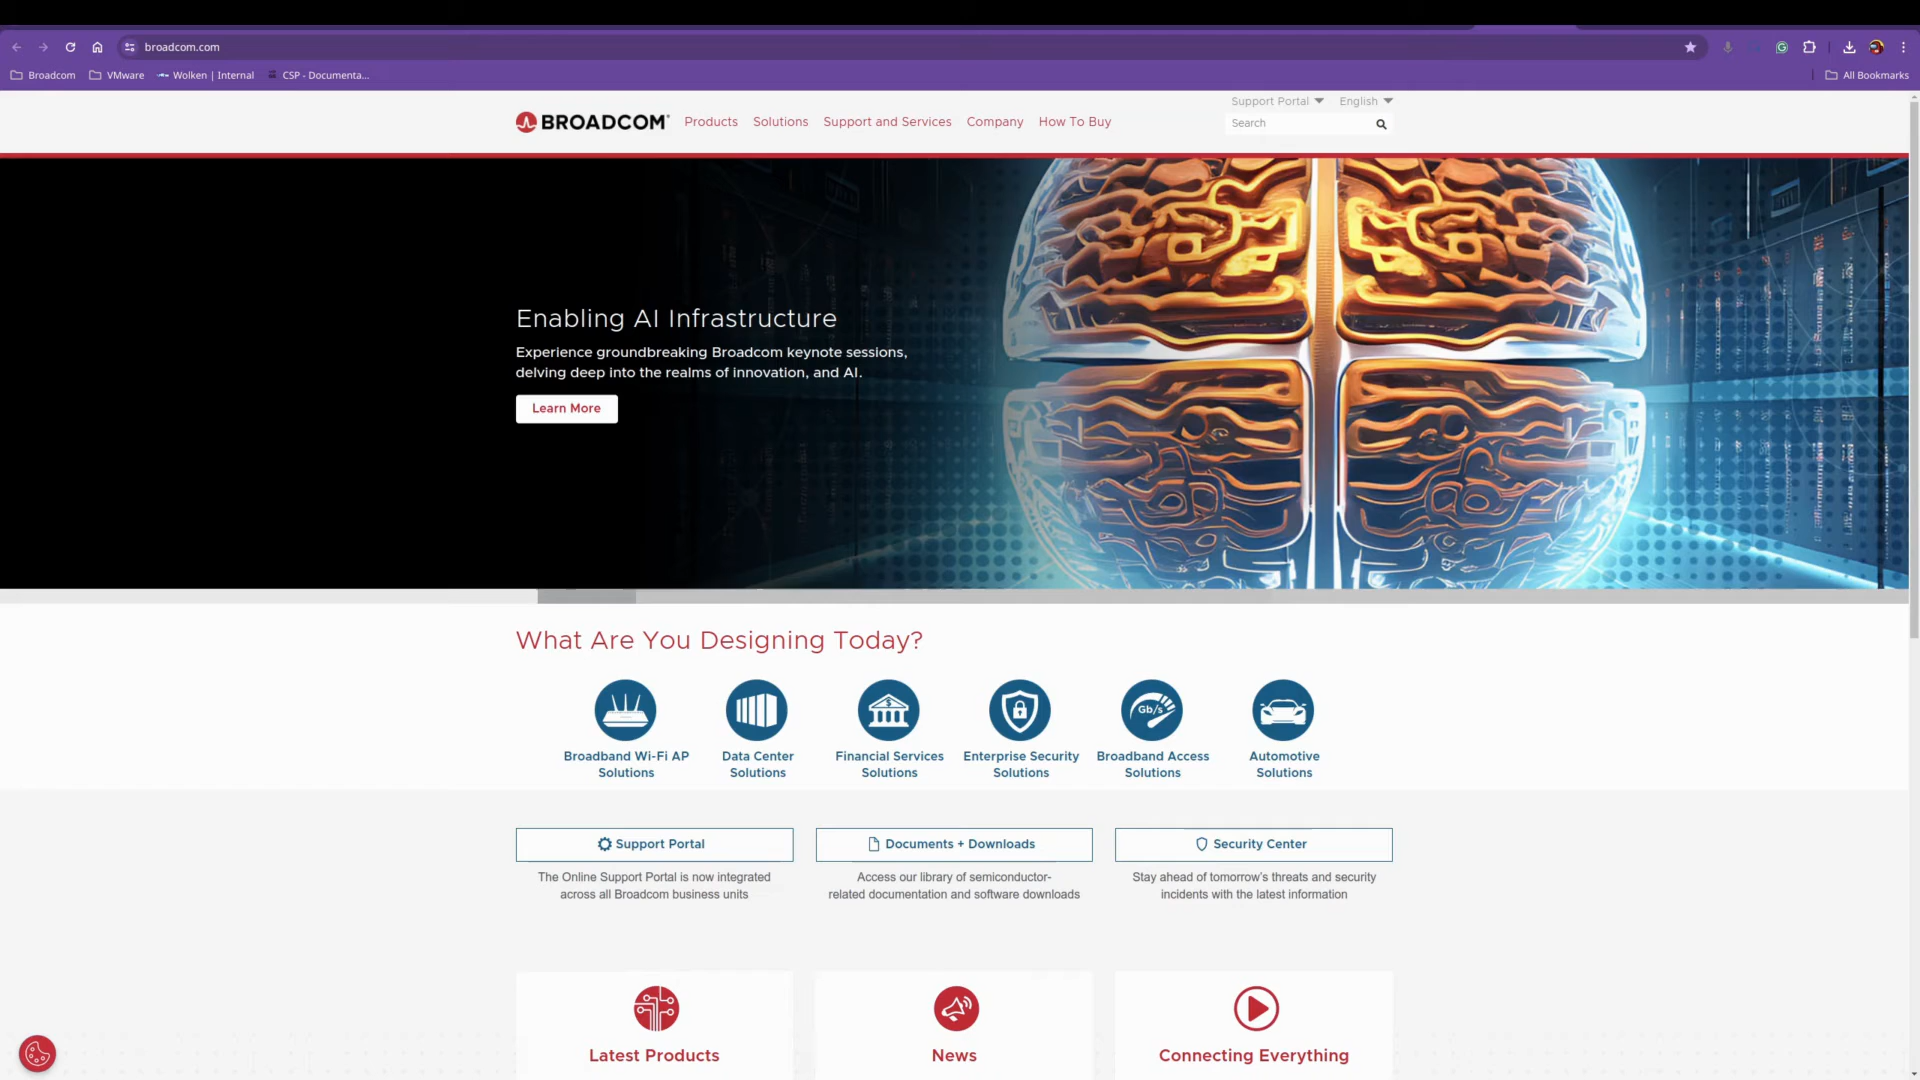 broadcom.com
Broadcom
VMware
Wolken | Internal
CSP - Documenta...
All Bookmarks
BROADCOM
Products
Solutions
Support and Services
Company
How To Buy
Support Portal
English
Search
Enabling AI Infrastructure
Experience groundbreaking Broadcom keynote sessions,
delving deep into the realms of innovation, and AI.
Learn More
What Are You Designing Today?
Broadband Wi-Fi AP
Solutions
Data Center
Solutions
Financial Services
Solutions
Enterprise Security
Solutions
Gb/s
Broadband Access
Solutions
Automotive
Solutions
Support Portal
The Online Support Portal is now integrated
across all Broadcom business units
Documents + Downloads
Access our library of semiconductor-
related documentation and software downloads
Security Center
Stay ahead of tomorrow's threats and security
incidents with the latest information
Latest Products
News
Connecting Everything